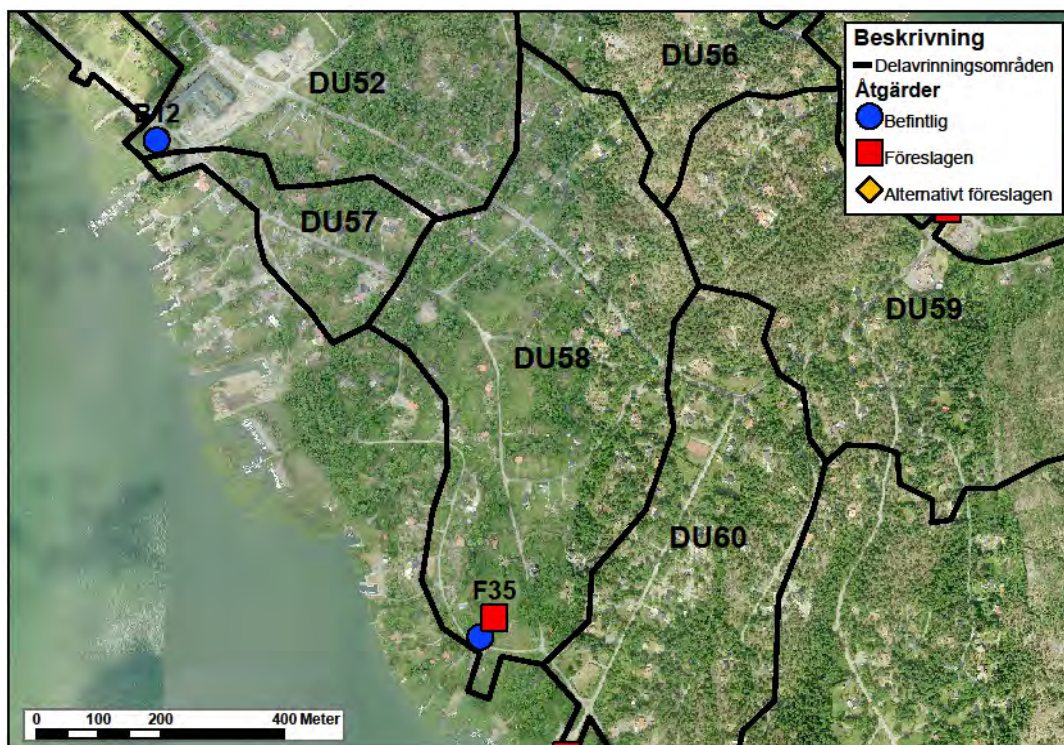 DU52
DU56
B12
DU57
DU58
DU59
DU60
F35
Beskrivning
Delavrinningsområden
Åtgärder
Befintlig
Föreslagen
Alternativt föreslagen
0 100 200 400 Meter